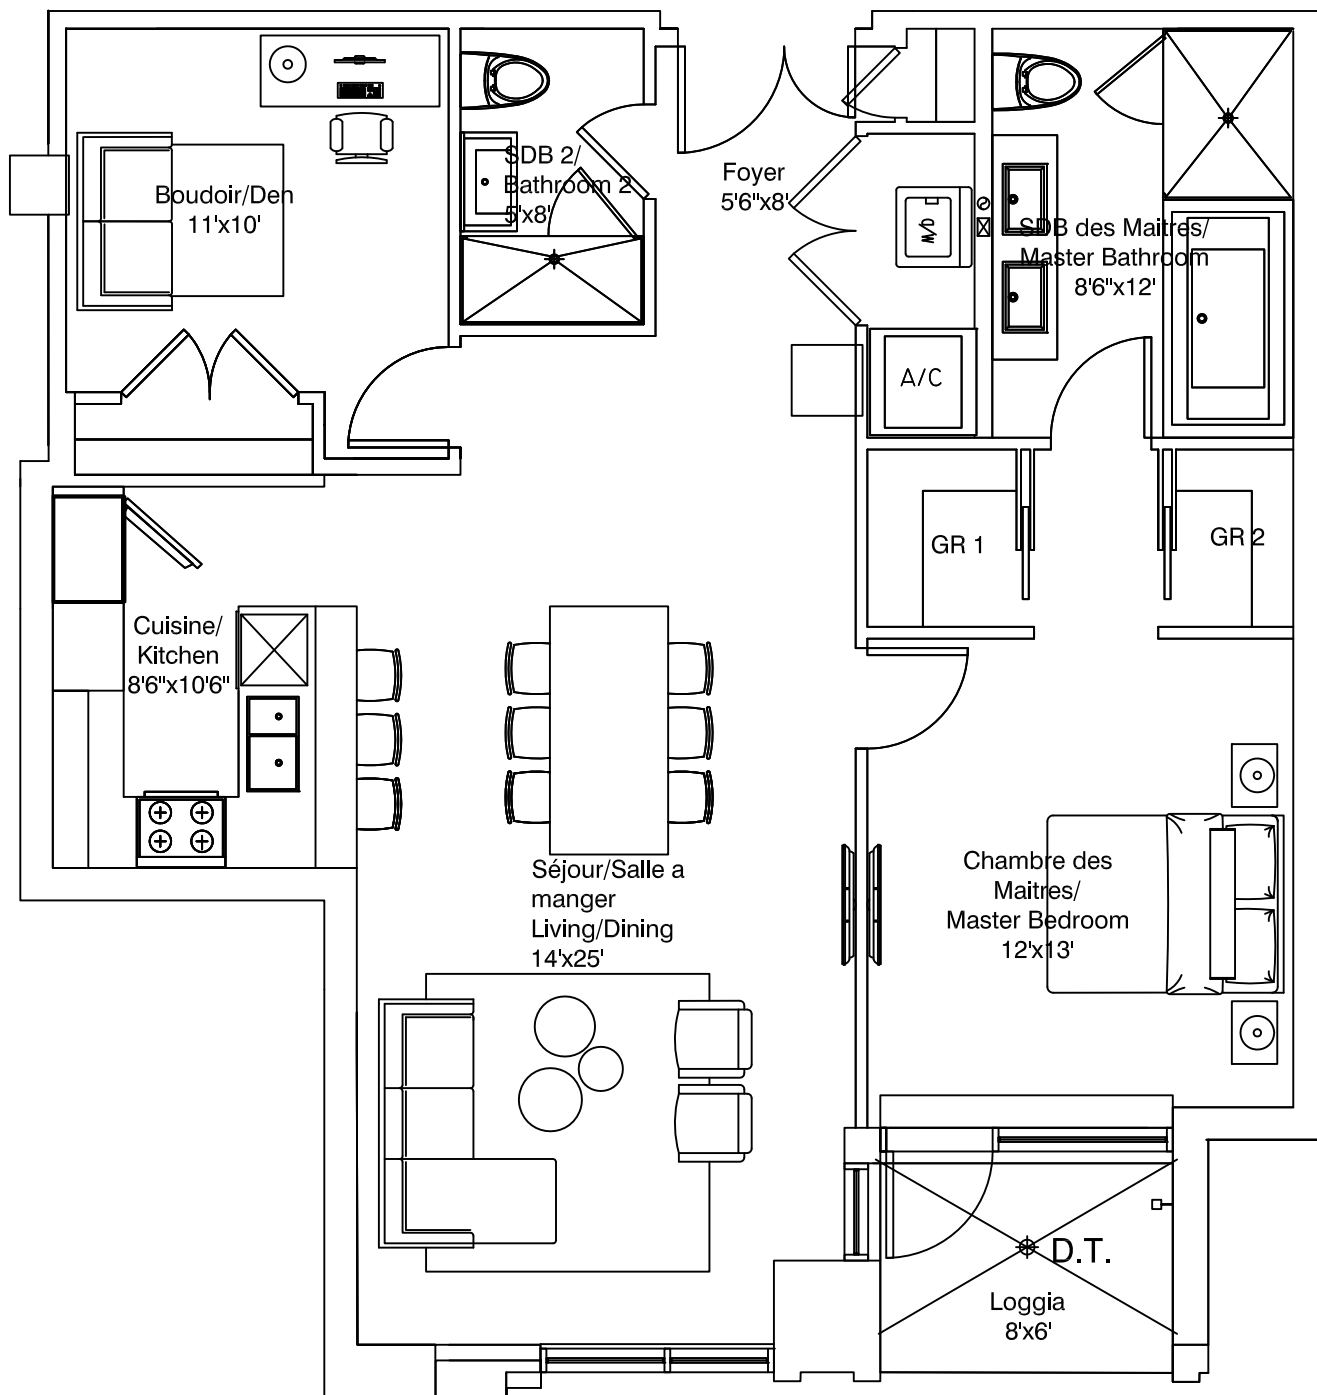 Boudoir/Den
11'x10'
SDB 2/
Bathroom 2
5'x8'
Foyer
5'6"x8'
G/W
SDB des Maitres/
Master Bathroom
8'6"x12'
A/C
GR 1
GR 2
Cuisine/
Kitchen
8'6"x10'6"
Séjour/Salle a
manger
Living/Dining
14'x25'
Chambre des
Maitres/
Master Bedroom
12'x13'
D.T.
Loggia
8'x6'